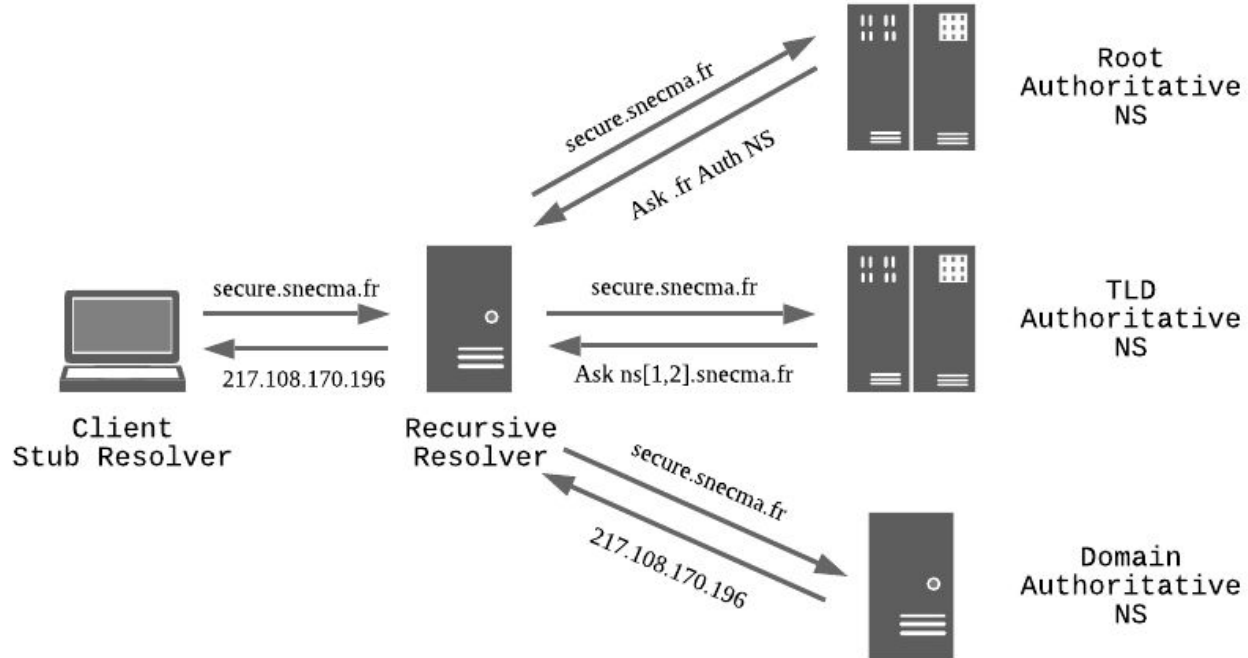 secure.snecma.fr
Ask .fr Auth NS
Root
Authoritative
NS
secure.snecma.fr
217.108.170.196
Client
Stub Resolver
Recursive
Resolver
secure.snecma.fr
Ask ns[1,2].snecma.fr
TLD
Authoritative
NS
secure.snecma.fr
217.108.170.196
Domain
Authoritative
NS